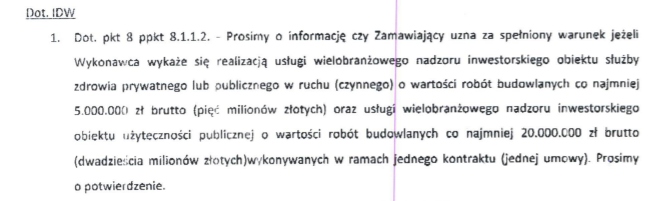 Dot. IDW
1. Dot. pkt 8 ppkt 8.1.1.2. - Prosimy o informację czy Zamawiający uzna za spełniony warunek jeżeli
Wykonawca wykaże się realizacją usługi wielobranżowego nadzoru inwestorskiego obiektu służby
zdrowia prywatnego lub publicznego w ruchu (czynnego) o wartości robót budowlanych co najmniej
5.000.000 zł brutto (pięć milionów złotych) oraz usługi wielobranżowego nadzoru inwestorskiego
obiektu użyteczności publicznej o wartości robót budowlanych co najmniej 20.000.000 zł brutto
(dwadzieścia milionów złotych)wykonywanych w ramach jednego kontraktu (jednej umowy). Prosimy
o potwierdzenie.